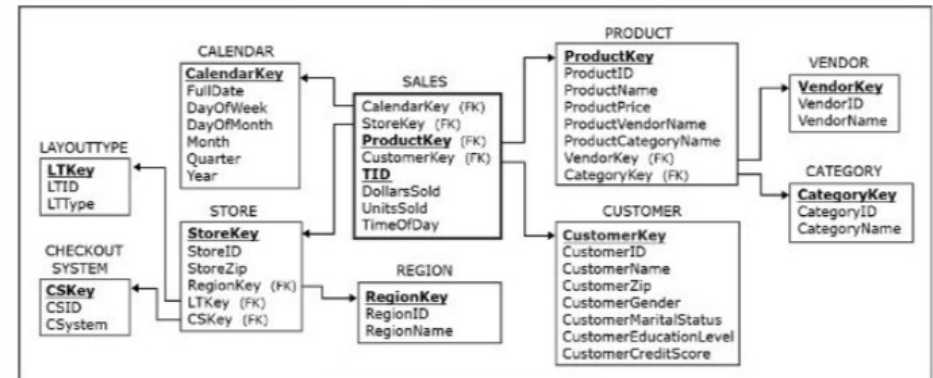 CALENDAR
CalendarKey
FullDate
DayOfWeek
DayOfMonth
Month
Quarter
Year
SALES
CalendarKey (FK)
StoreKey (FK)
ProductKey (FK)
CustomerKey (FK)
TID
DollarsSold
UnitsSold
TimeOfDay
PRODUCT
ProductKey
ProductID
ProductName
ProductPrice
ProductVendorName
ProductCategoryName
VendorKey (FK)
CategoryKey (FK)
VENDOR
VendorKey
VendorID
VendorName
LAYOUTTYPE
LTKey
LTID
LTType
CATEGORY
CategoryKey
CategoryID
CategoryName
STORE
StoreKey
StoreID
StoreZip
RegionKey (FK)
LTKey (FK)
CSKey (FK)
CHECKOUT
SYSTEM
CSKey
CSID
CSystem
REGION
RegionKey
RegionID
RegionName
CUSTOMER
CustomerKey
CustomerID
CustomerName
CustomerZip
CustomerGender
CustomerMaritalStatus
CustomerEducationLevel
CustomerCreditScore